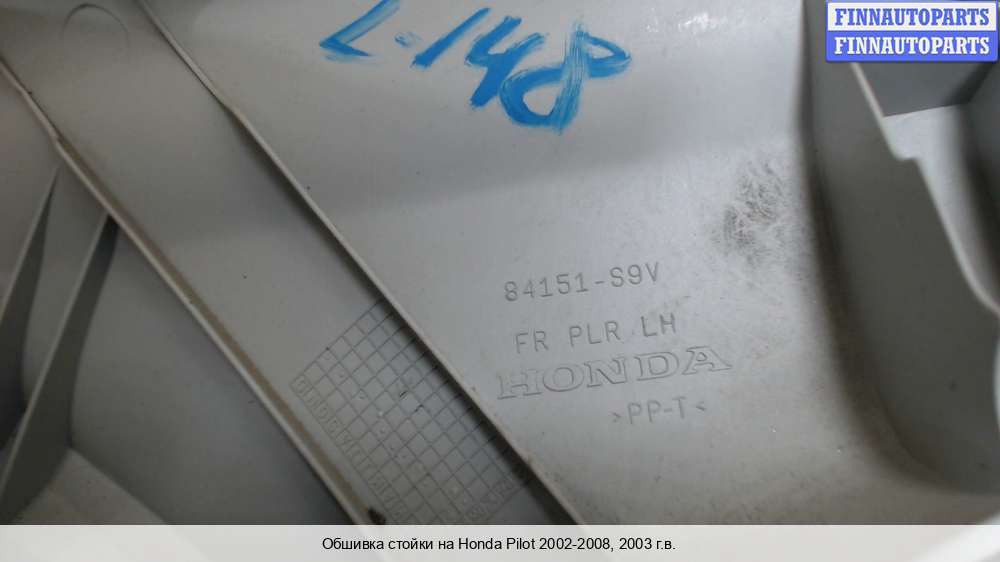 FINNAUTOPARTS
FINNAUTOPARTS
L-148
84151-S9V
FR PLR LH
HONDA
>PP-T<
Обшивка стойки на Honda Pilot 2002-2008, 2003 г.в.